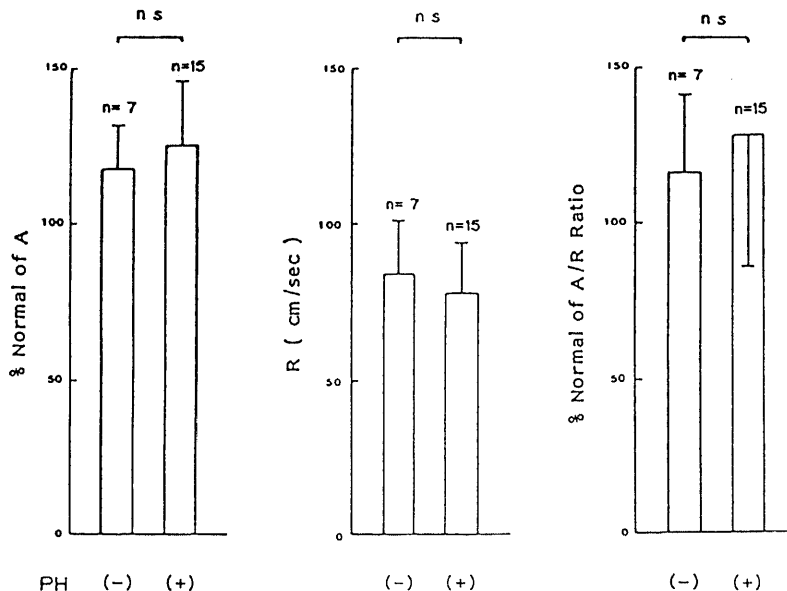 n s
n= 7
n=15
150
100
50
0
% Normal of A
PH (-) (+)
n s
n= 7
n=15
150
100
50
0
R ( cm/sec )
(-) (+)
n s
n= 7
n=15
150
100
50
0
% Normal of A/R Ratio
(-) (+)